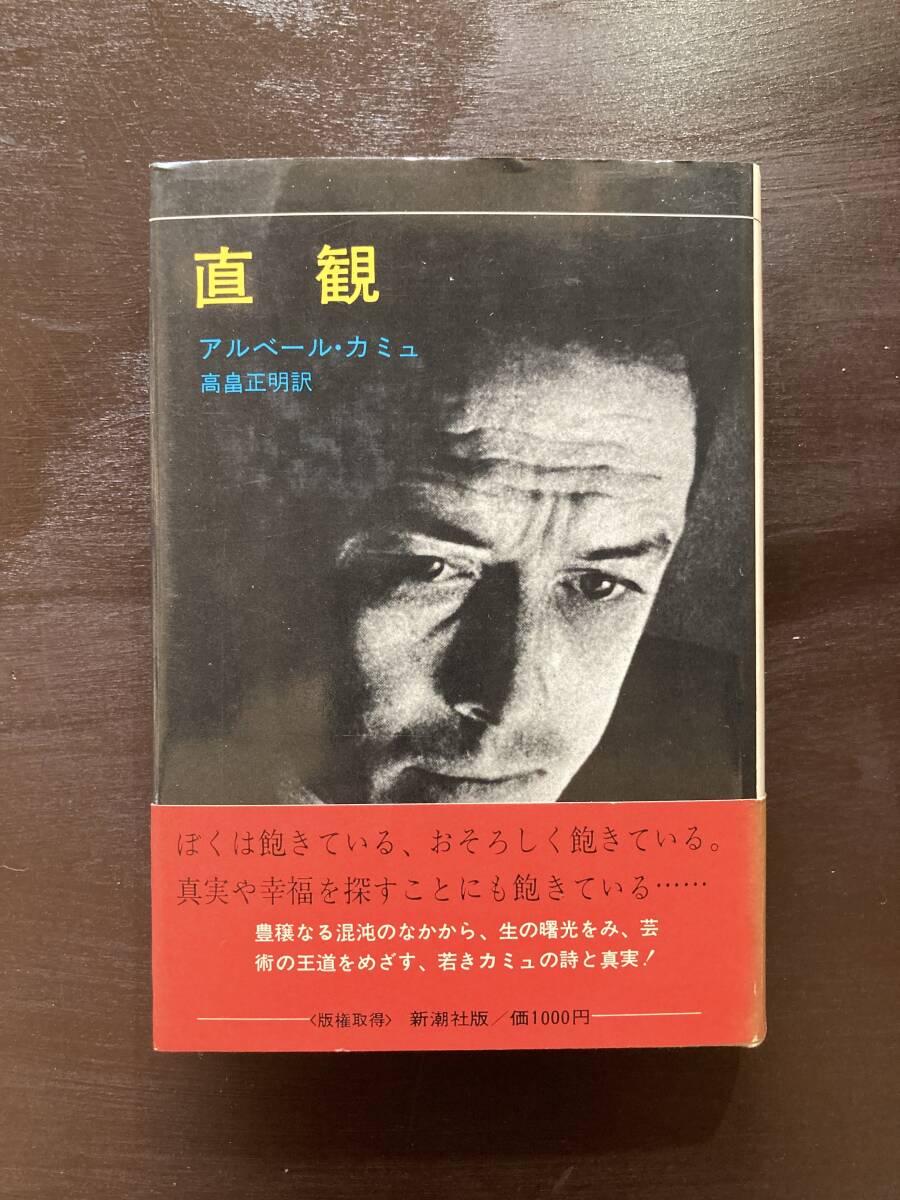 直観
アルベール・カミュ
高畠正明訳
ぼくは飽きている、おそろしく飽きている。
真実や幸福を探すことにも飽きている……
豊穣なる混沌のなかから、生の曙光をみ、芸
術の王道をめざす、若きカミュの詩と真実!
〈版権取得〉 新潮社版/価1000円